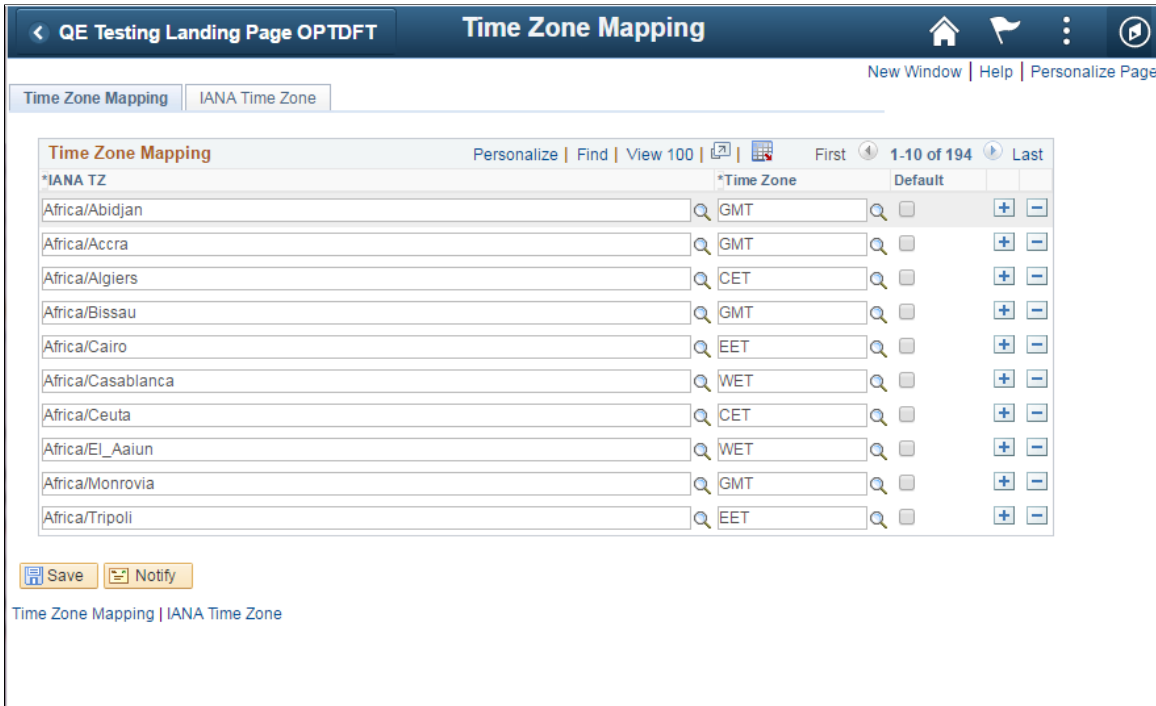 QE Testing Landing Page OPTDFT Time Zone Mapping
New Window | Help | Personalize Page
Time Zone Mapping IANA Time Zone
Time Zone Mapping Personalize | Find | View 100 | | First 1-10 of 194 Last
*IANA TZ *Time Zone Default
Africa/Abidjan GMT
Africa/Accra GMT
Africa/Algiers CET
Africa/Bissau GMT
Africa/Cairo EET
Africa/Casablanca WET
Africa/Ceuta CET
Africa/El_Aaiun WET
Africa/Monrovia GMT
Africa/Tripoli EET
Save Notify
Time Zone Mapping | IANA Time Zone